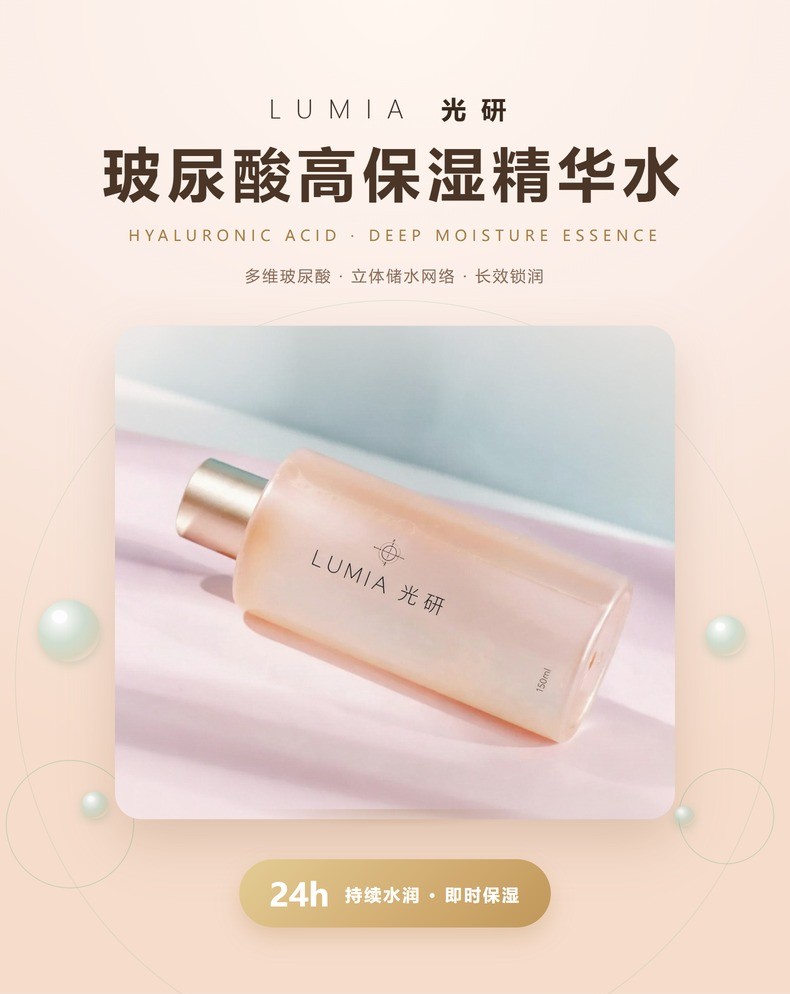 LUMIA 光研
玻尿酸高保湿精华水
HYALURONIC ACID · DEEP MOISTURE ESSENCE
多维玻尿酸 · 立体储水网络 · 长效锁润
LUMIA 光研
150ml
24h 持续水润 • 即时保湿